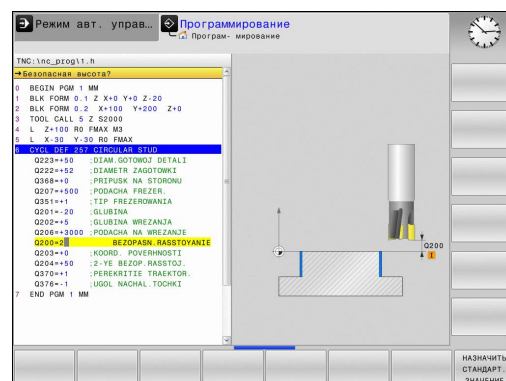 Режим авт. управ...
Программирование
Програм- мирование
TNC:\nc_prog\1.h
→Безопасная высота?
0 BEGIN PGM 1 MM
1 BLK FORM 0.1 Z X+0 Y+0 Z-20
2 BLK FORM 0.2 X+100 Y+200 Z+0
3 TOOL CALL 5 Z S2000
4 L Z+100 R0 FMAX M3
5 L X-30 Y-30 R0 FMAX
6 CYCL DEF 257 CIRCULAR STUD
Q223=+50 ;DIAM.GOTOWOJ DETALI
Q222=+52 ;DIAMETR ZAGOTOWKI
Q368=+0 ;PRIPUSK NA STORONU
Q207=+500 ;PODACHA FREZER.
Q351=+1 ;TIP FREZEROWANIA
Q201=-20 ;GLUBINA
Q202=+5 ;GLUBINA WREZANJA
Q206=+3000 ;PODACHA NA WREZANJE
Q200=2 BEZOPASN.RASSTOYANIE
Q203=+0 ;KOORD. POVERHNOSTI
Q204=+50 ;2-YE BEZOP.RASSTOJ.
Q370=+1 ;PEREKRITIE TRAEKTOR.
Q376=-1 ;UGOL NACHAL.TOCHKI
7 END PGM 1 MM
Q200
I
НАЗНАЧИТЬ
СТАНДАРТ.
ЗНАЧЕНИЕ